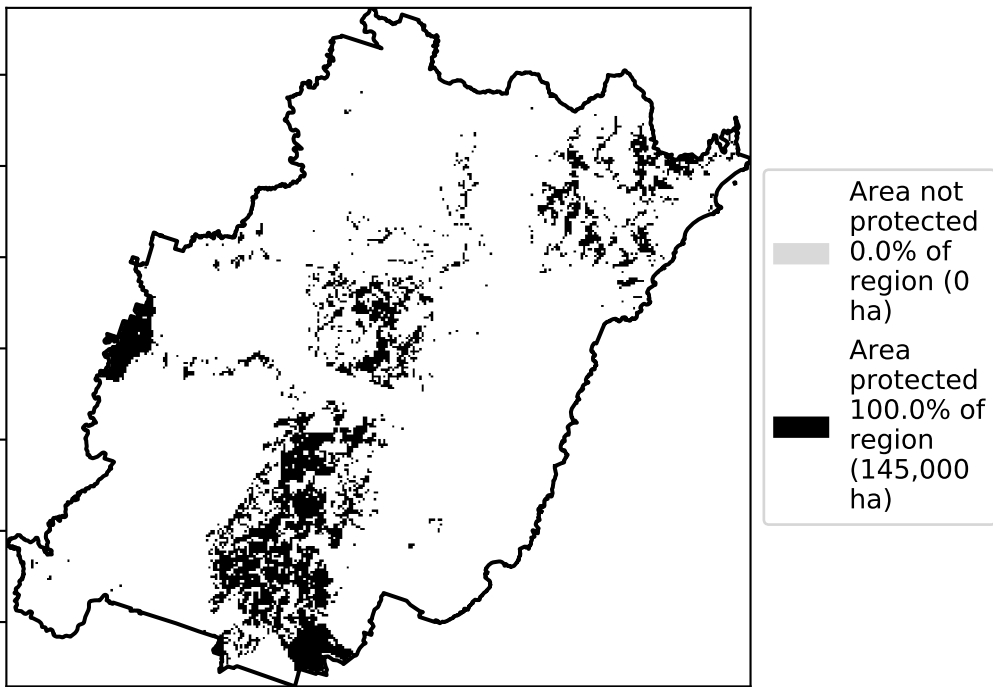 Area not
protected
0.0% of
region (0
ha)
Area
protected
100.0% of
region
(145,000
ha)